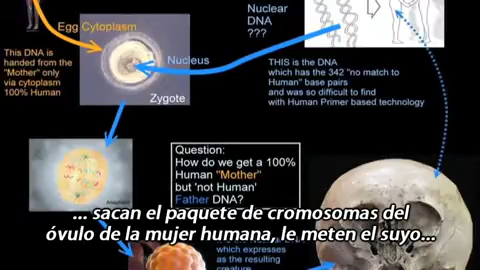 Egg Cytoplasm
Nuclear
DNA
???
This DNA is
handed from the
"Mother" only
via cytoplasm
100% Human
Nucleus
Zygote
THIS is the DNA
which has the 342 "no match to
Human" base pairs
and was so difficult to find
with Human Primer based technology
Question:
How do we get a 100%
Human "Mother"
but 'not Human'
Father DNA?
... sacan el paquete de cromosomas del
óvulo de la mujer humana, le meten el suyo...
which expresses
as the resulting
creature